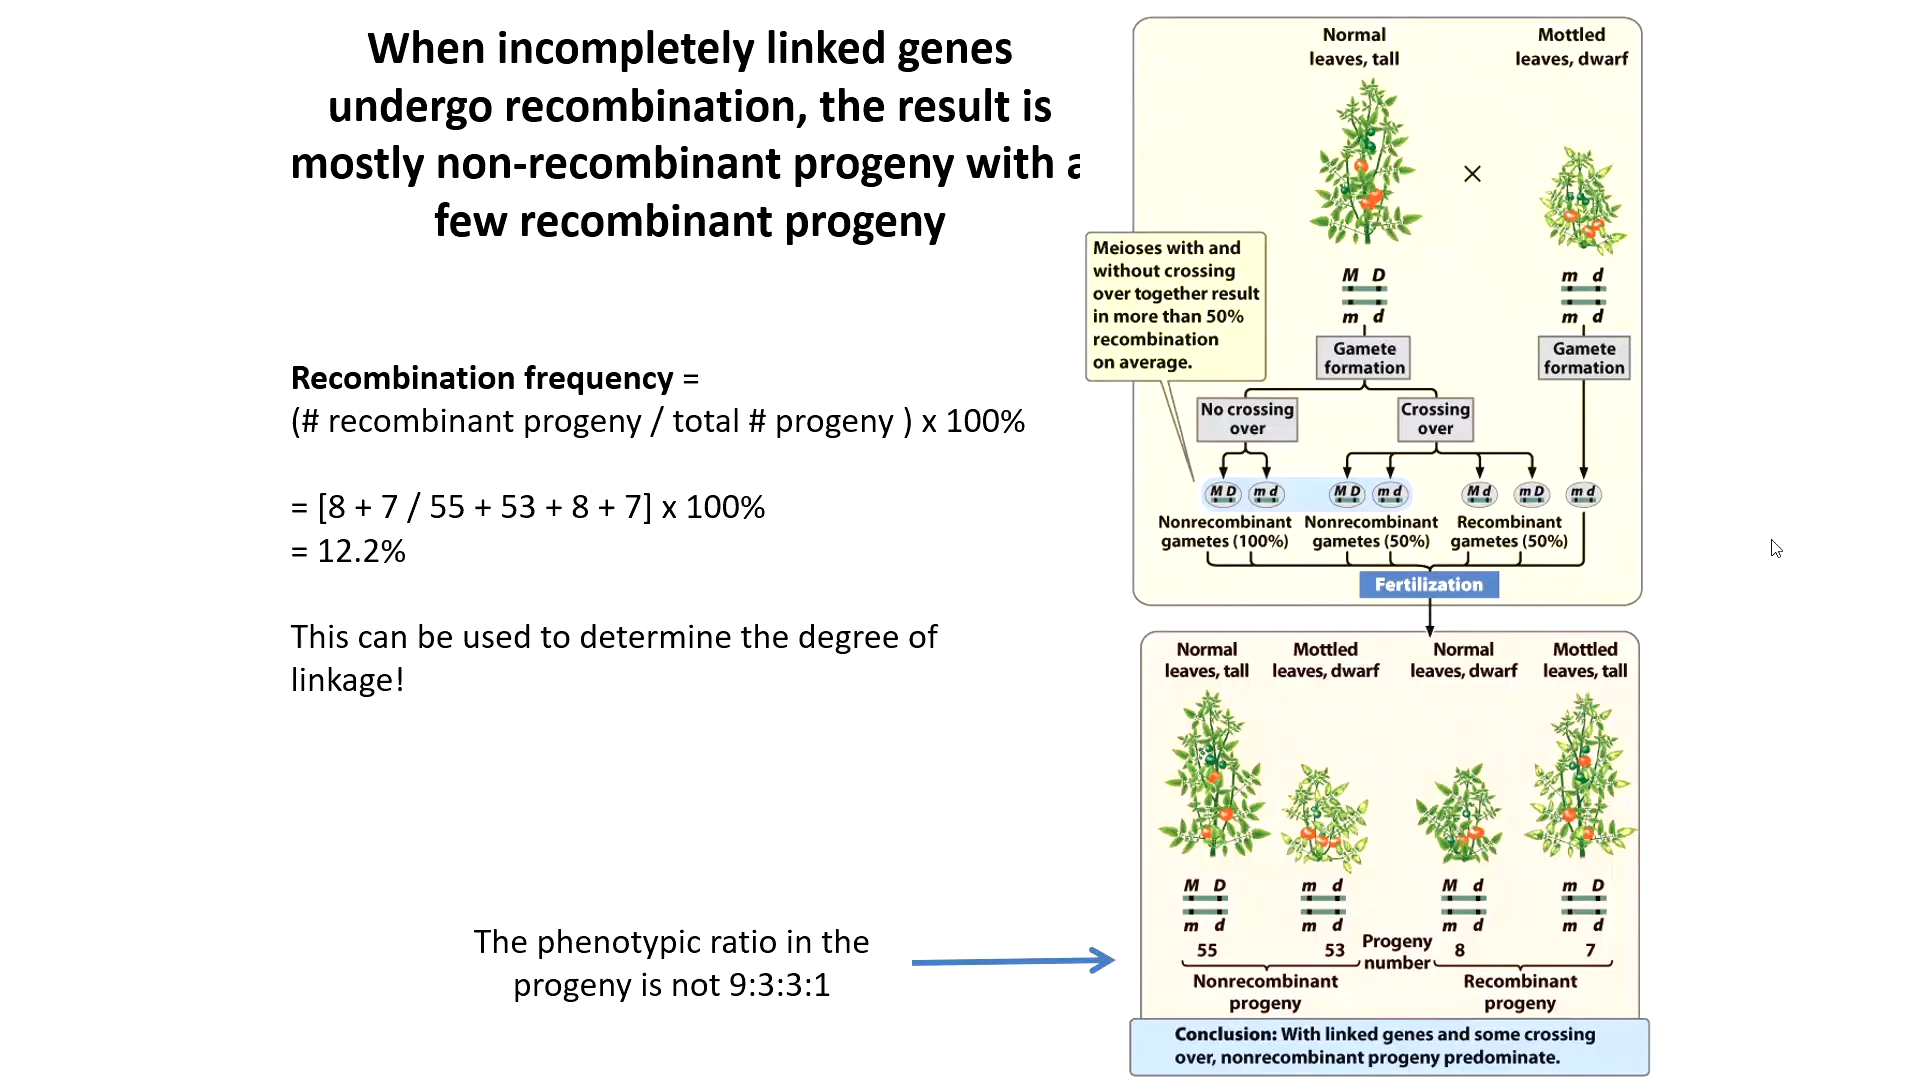 When incompletely linked genes
undergo recombination, the result is
mostly non-recombinant progeny with a
few recombinant progeny
Recombination frequency =
(# recombinant progeny / total # progeny ) x 100%
= [8 + 7 / 55 + 53 + 8 + 7] x 100%
= 12.2%
This can be used to determine the degree of
linkage!
The phenotypic ratio in the
progeny is not 9:3:3:1
Normal
leaves, tall
Mottled
leaves, dwarf
×
Meioses with and
without crossing
over together result
in more than 50%
recombination
on average.
M D
m d
m d
m d
Gamete
formation
Gamete
formation
No crossing
over
Crossing
over
M D
m d
M D
m d
M d
m D
m d
Nonrecombinant
gametes (100%)
Nonrecombinant
gametes (50%)
Recombinant
gametes (50%)
Fertilization
Normal
leaves, tall
Mottled
leaves, dwarf
Normal
leaves, dwarf
Mottled
leaves, tall
M D
m d
55
m d
m d
53
Progeny
number
M d
m d
8
m D
m d
7
Nonrecombinant
progeny
Recombinant
progeny
Conclusion: With linked genes and some crossing
over, nonrecombinant progeny predominate.